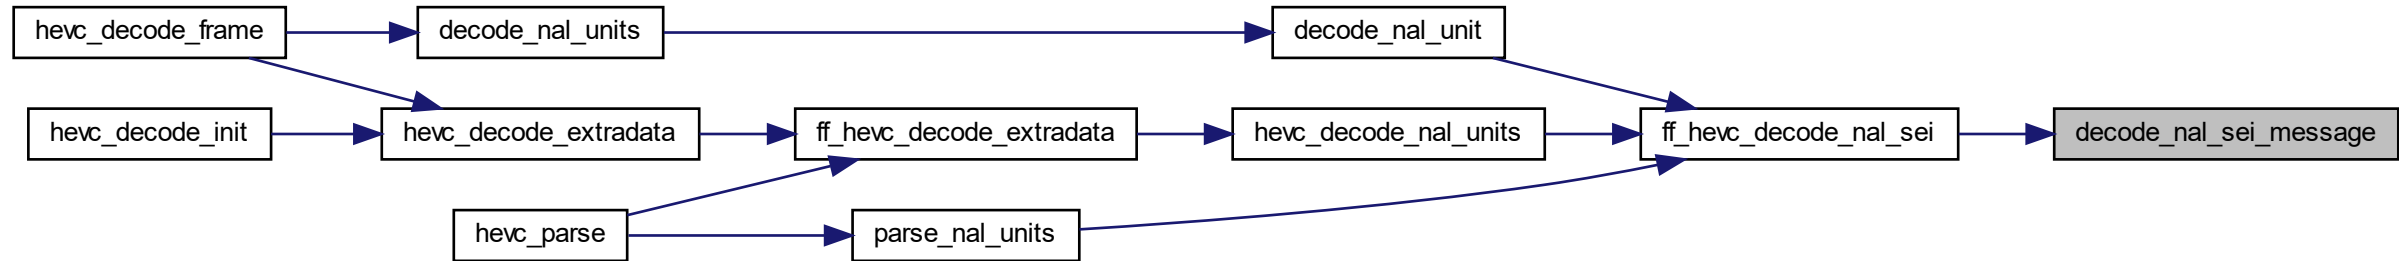 hevc_decode_frame
decode_nal_units
decode_nal_unit
hevc_decode_init
hevc_decode_extradata
ff_hevc_decode_extradata
hevc_decode_nal_units
ff_hevc_decode_nal_sei
decode_nal_sei_message
hevc_parse
parse_nal_units